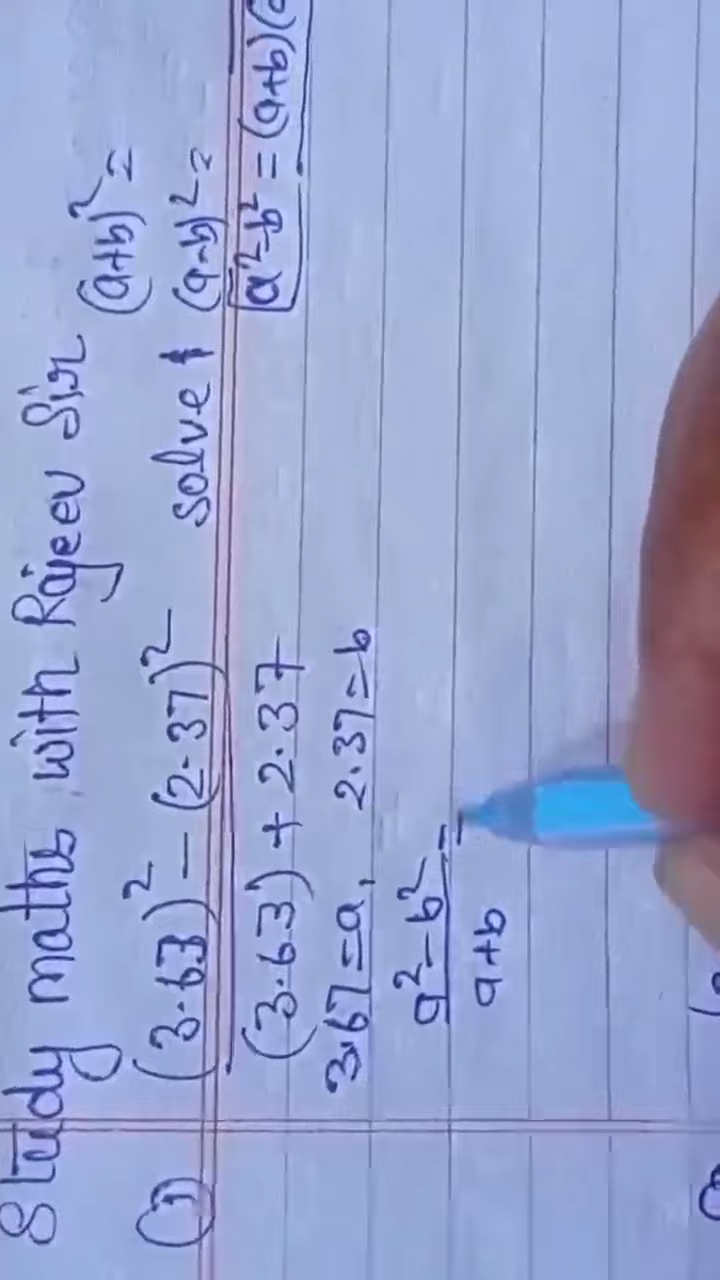 Study maths with Rajeev Sir
(a+b)² =
(1) (3.63)² - (2.37)² solve
(a-b)² =
(3.63) + 2.37
a²-b² = (a+b)(
3.67=a, 2.37=b
a²-b² =
a+b